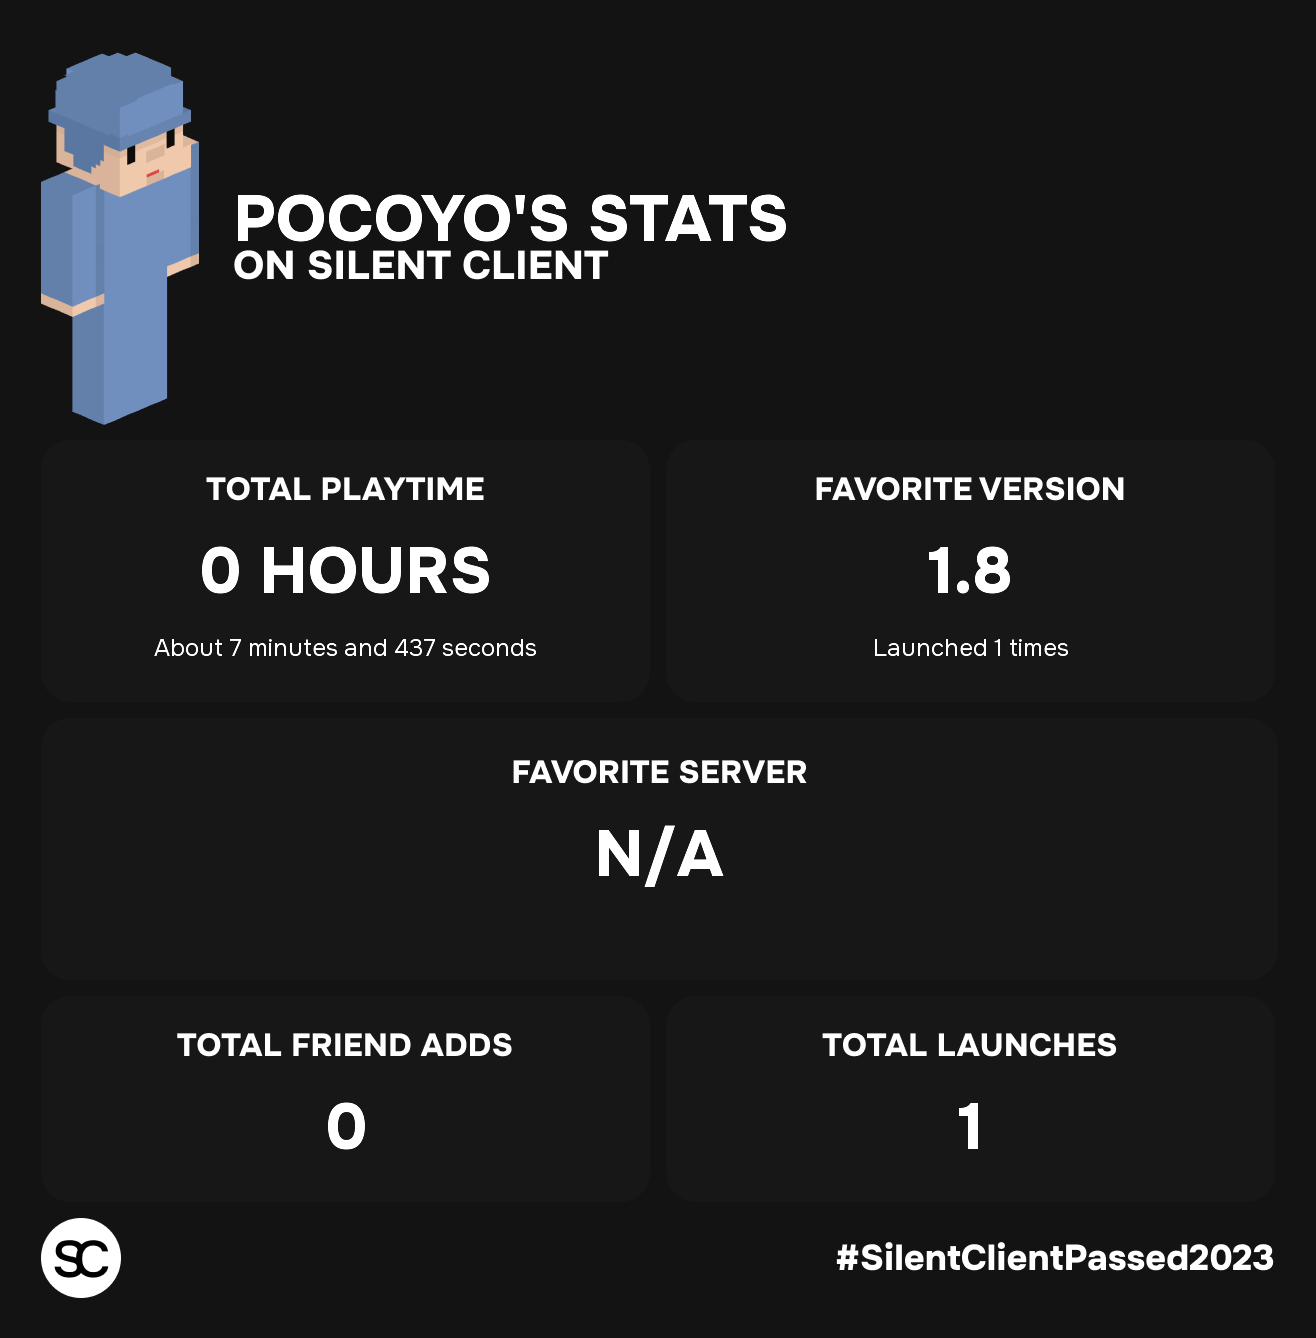 POCOYO'S STATS
ON SILENT CLIENT
TOTAL PLAYTIME
0 HOURS
About 7 minutes and 437 seconds
FAVORITE VERSION
1.8
Launched 1 times
FAVORITE SERVER
N/A
TOTAL FRIEND ADDS
0
TOTAL LAUNCHES
1
SC
#SilentClientPassed2023